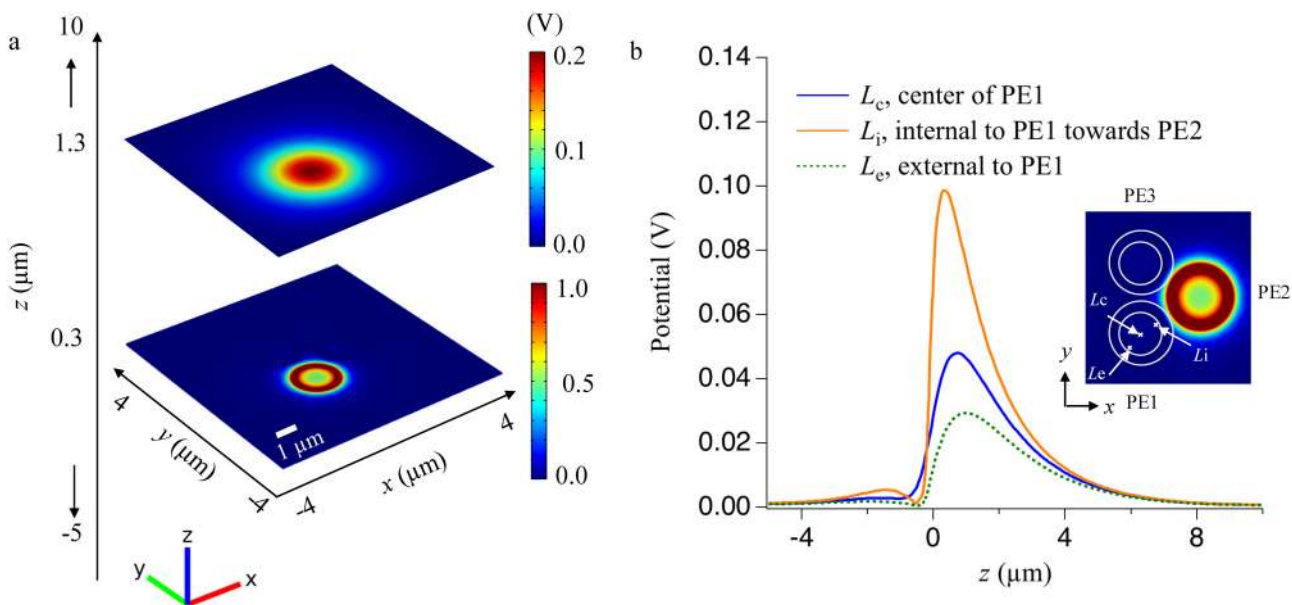 a
10
1.3
0.3
-5
z (µm)
(V)
0.2
0.1
0.0
1.0
0.5
0.0
1 µm
4
y (µm)
-4
-4
x (µm)
4
z
y
x
b
0.14
0.12
0.10
0.08
0.06
0.04
0.02
0.00
Potential (V)
Lc, center of PE1
Li, internal to PE1 towards PE2
Le, external to PE1
PE3
PE2
Lc
Li
Le
y
x
PE1
-4
0
4
8
z (µm)